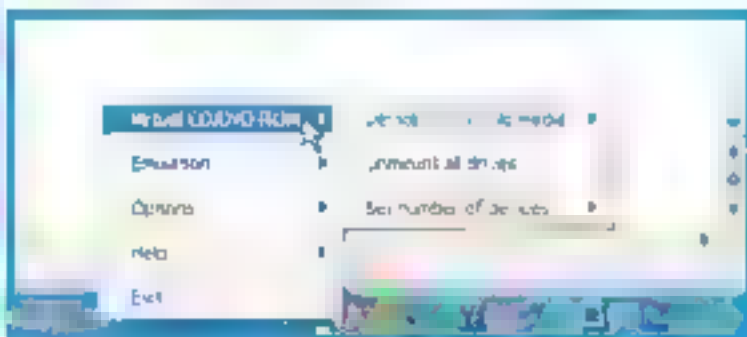 Virtual CD/DVD-ROM
Emulation
Options
Help
Exit
Unmount all drives
Set number of devices